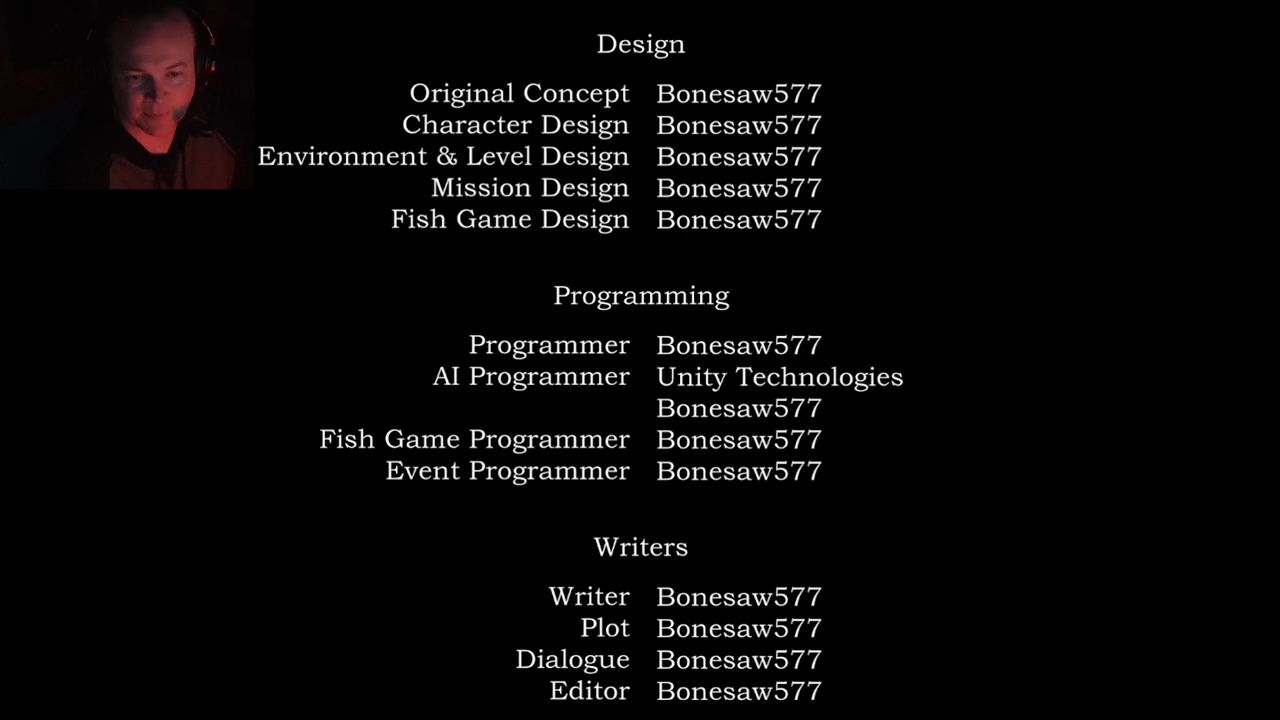 Design
Original Concept Bonesaw577
Character Design Bonesaw577
Environment & Level Design Bonesaw577
Mission Design Bonesaw577
Fish Game Design Bonesaw577
Programming
Programmer Bonesaw577
AI Programmer Unity Technologies
Bonesaw577
Fish Game Programmer Bonesaw577
Event Programmer Bonesaw577
Writers
Writer Bonesaw577
Plot Bonesaw577
Dialogue Bonesaw577
Editor Bonesaw577